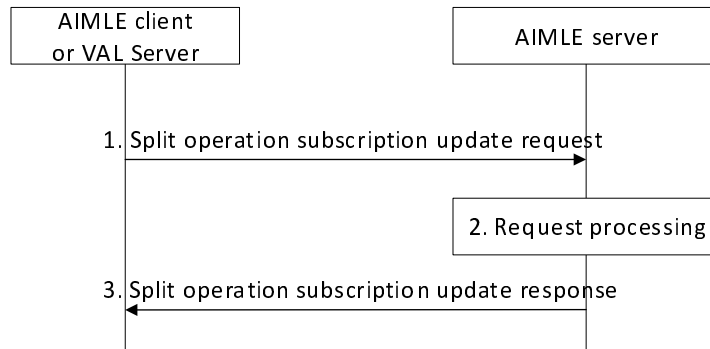 AIMLE client
or VAL Server
AIMLE server
1. Split operation subscription update request
2. Request processing
3. Split operation subscription update response